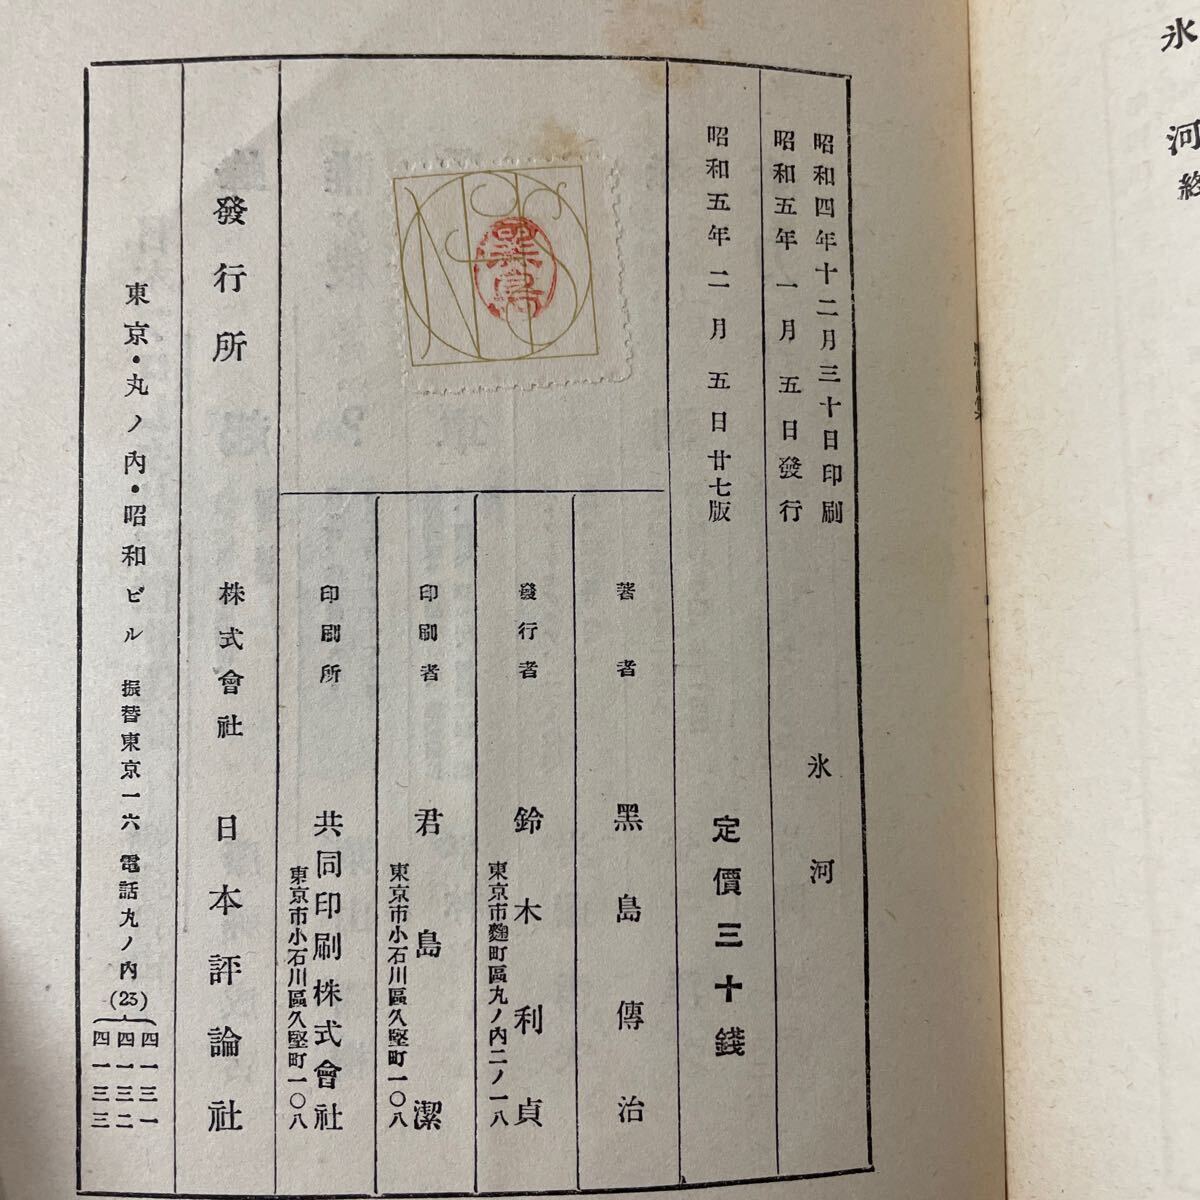 氷河
終
昭和四年十二月三十日印刷
昭和五年一月五日發行
氷河
昭和五年二月五日廿七版
定價三十錢
黑島
著者
黑島傳治
發行者
鈴木利貞
東京市麴町區丸ノ内二ノ一八
印刷者
君島潔
東京市小石川區久堅町一〇八
印刷所
共同印刷株式會社
東京市小石川區久堅町一〇八
發行所
株式會社
日本評論社
東京・丸ノ内・昭和ビル
振替東京一六
電話丸ノ内(23)
四一三一
四一三二
四一三三